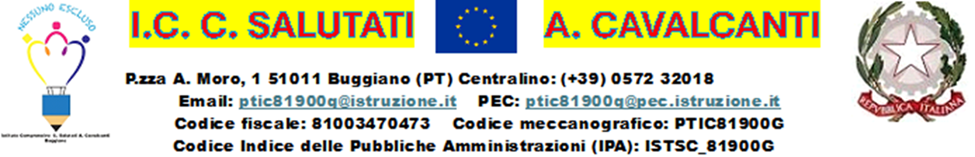 NESSUNO ESCLUSO
I.C. C. SALUTATI A. CAVALCANTI
P.zza A. Moro, 1 51011 Buggiano (PT) Centralino: (+39) 0572 32018
Email: ptic81900q@istruzione.it PEC: ptic81900q@pec.istruzione.it
Codice fiscale: 81003470473 Codice meccanografico: PTIC81900G
Codice Indice delle Pubbliche Amministrazioni (IPA): ISTSC_81900G
Istituto Comprensivo C. Salutati A. Cavalcanti
Buggiano
REPVBBLICA ITALIANA